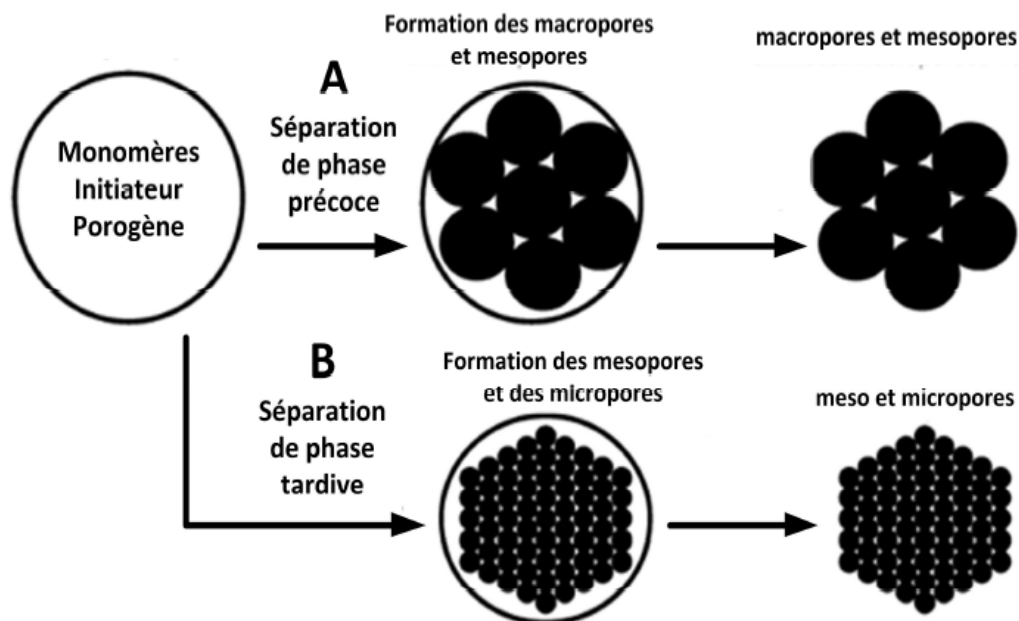 Monomères
Initiateur
Porogène
A
Séparation
de phase
précoce
Formation des macropores
et mesopores
macropores et mesopores
B
Séparation
de phase
tardive
Formation des mesopores
et des micropores
meso et micropores